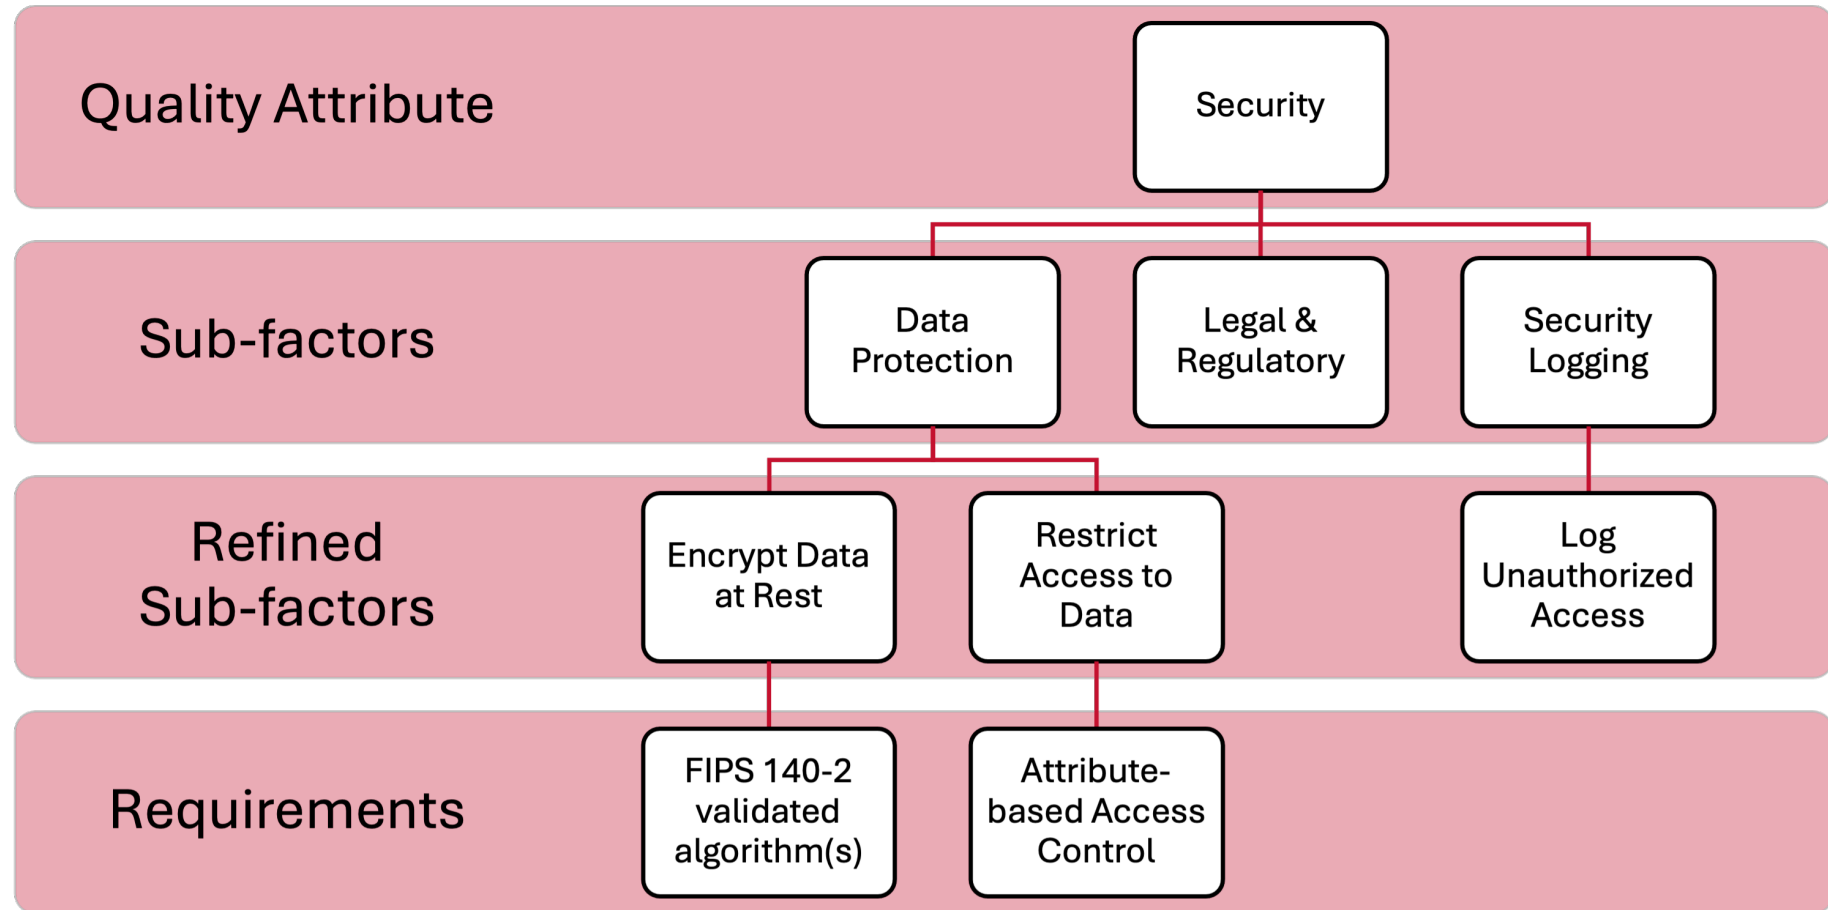 Quality Attribute
Security
Sub-factors
Data
Protection
Legal &
Regulatory
Security
Logging
Refined
Sub-factors
Encrypt Data
at Rest
Restrict
Access to
Data
Log
Unauthorized
Access
Requirements
FIPS 140-2
validated
algorithm(s)
Attribute-
based Access
Control